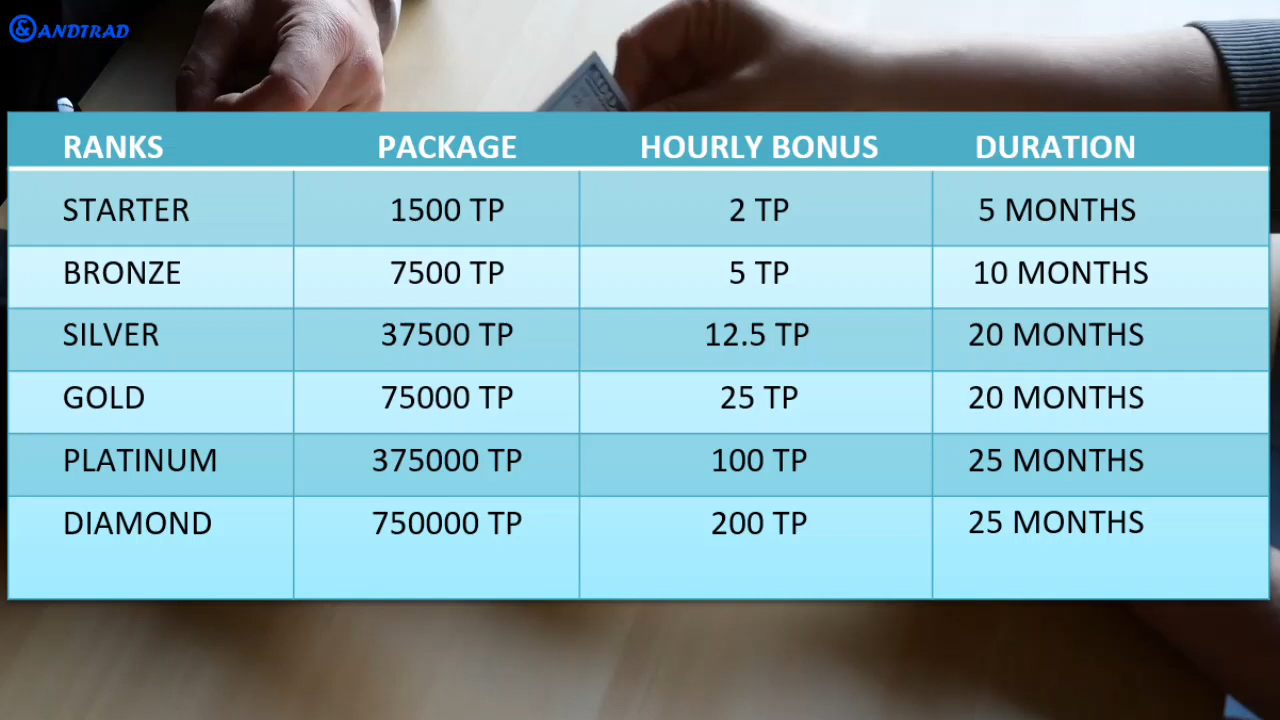 &ANDTRAD
RANKS PACKAGE HOURLY BONUS DURATION
STARTER 1500 TP 2 TP 5 MONTHS
BRONZE 7500 TP 5 TP 10 MONTHS
SILVER 37500 TP 12.5 TP 20 MONTHS
GOLD 75000 TP 25 TP 20 MONTHS
PLATINUM 375000 TP 100 TP 25 MONTHS
DIAMOND 750000 TP 200 TP 25 MONTHS